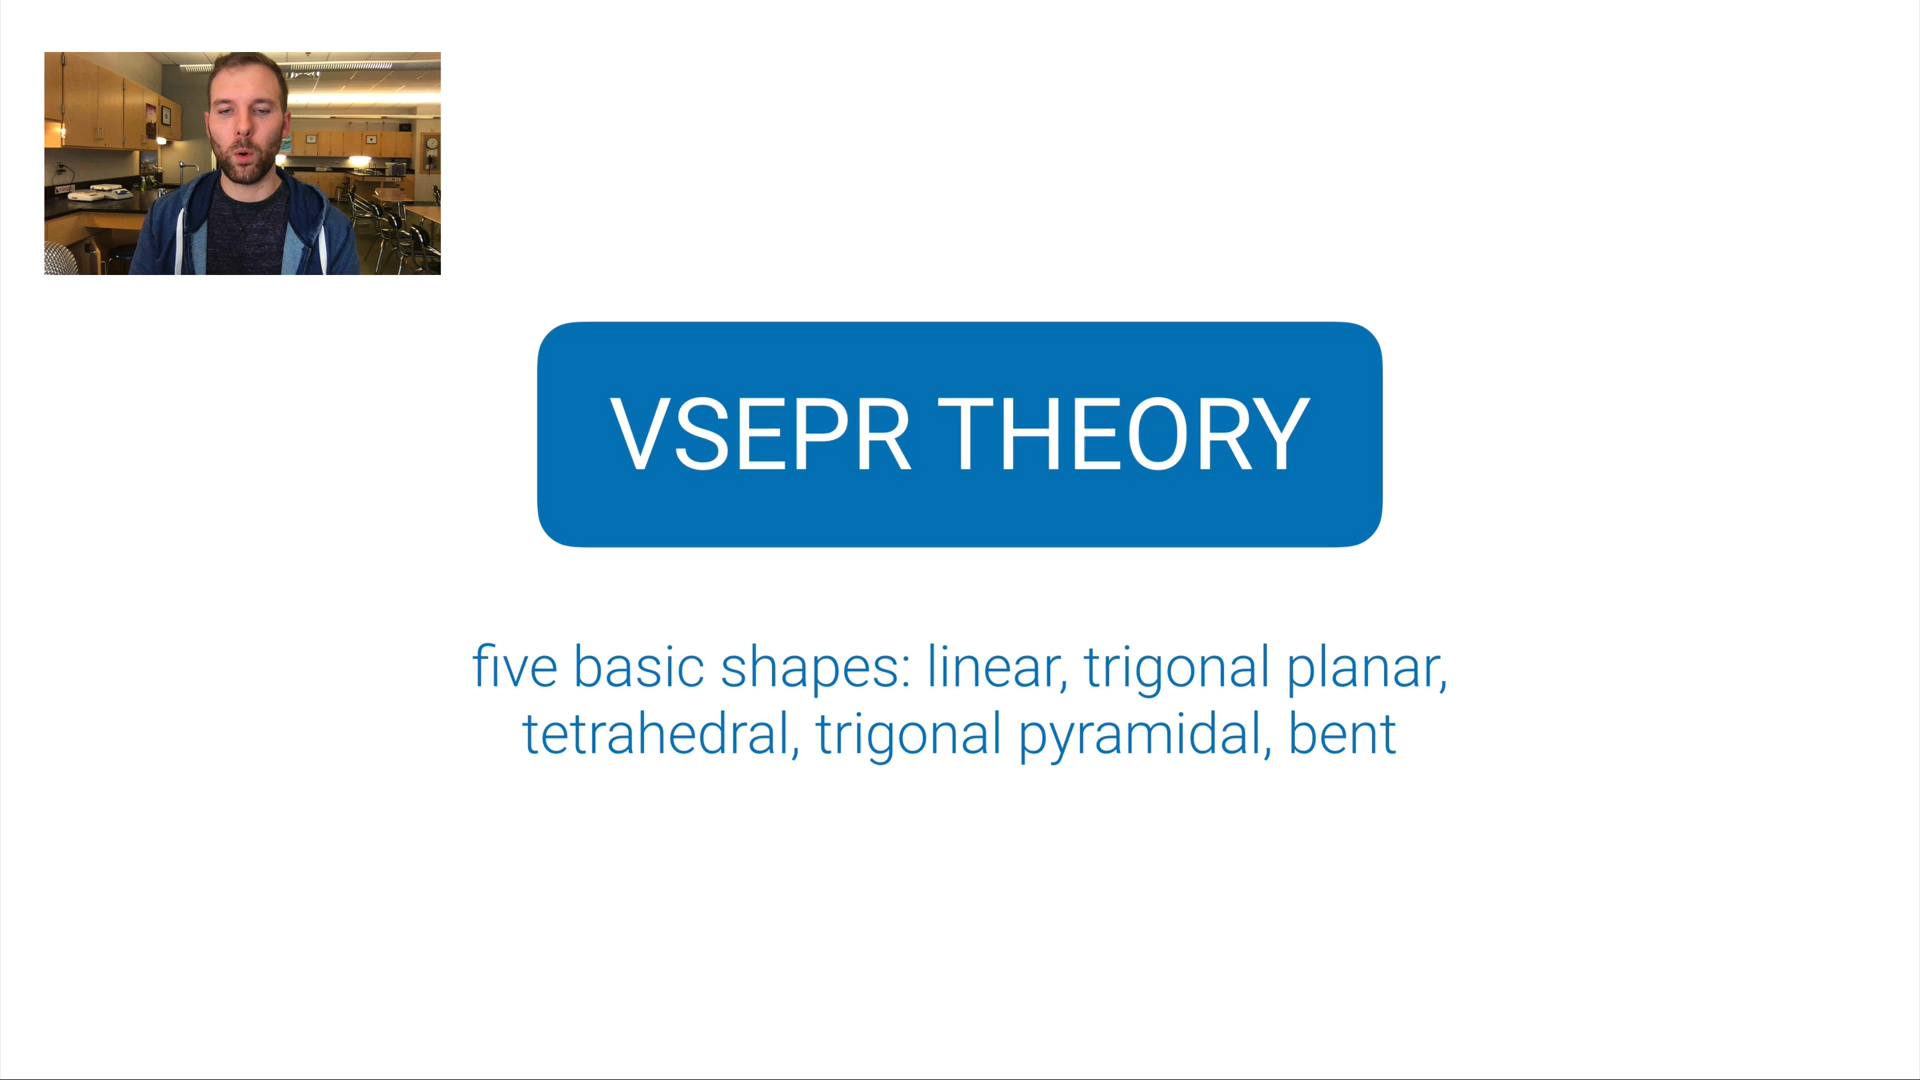 VSEPR THEORY
five basic shapes: linear, trigonal planar,
tetrahedral, trigonal pyramidal, bent